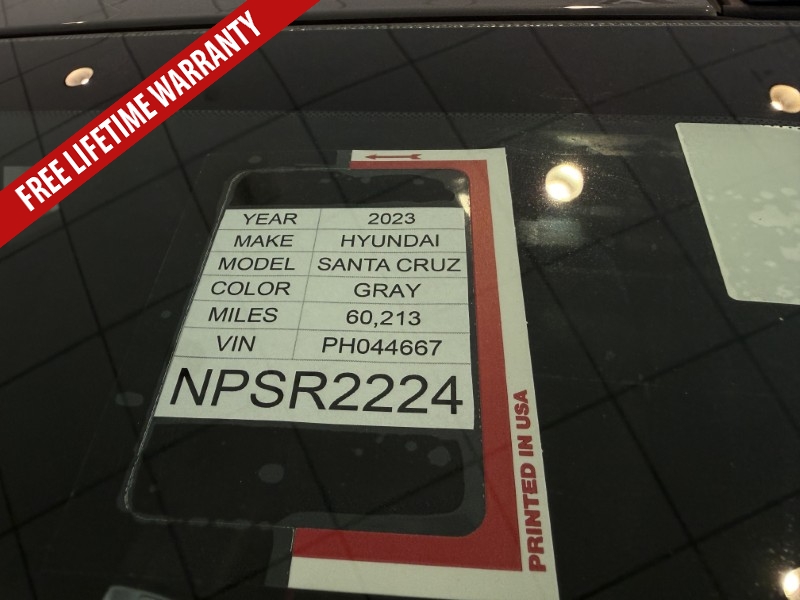 FREE LIFETIME WARRANTY
YEAR 2023
MAKE HYUNDAI
MODEL SANTA CRUZ
COLOR GRAY
MILES 60,213
VIN PH044667
NPSR2224
PRINTED IN USA